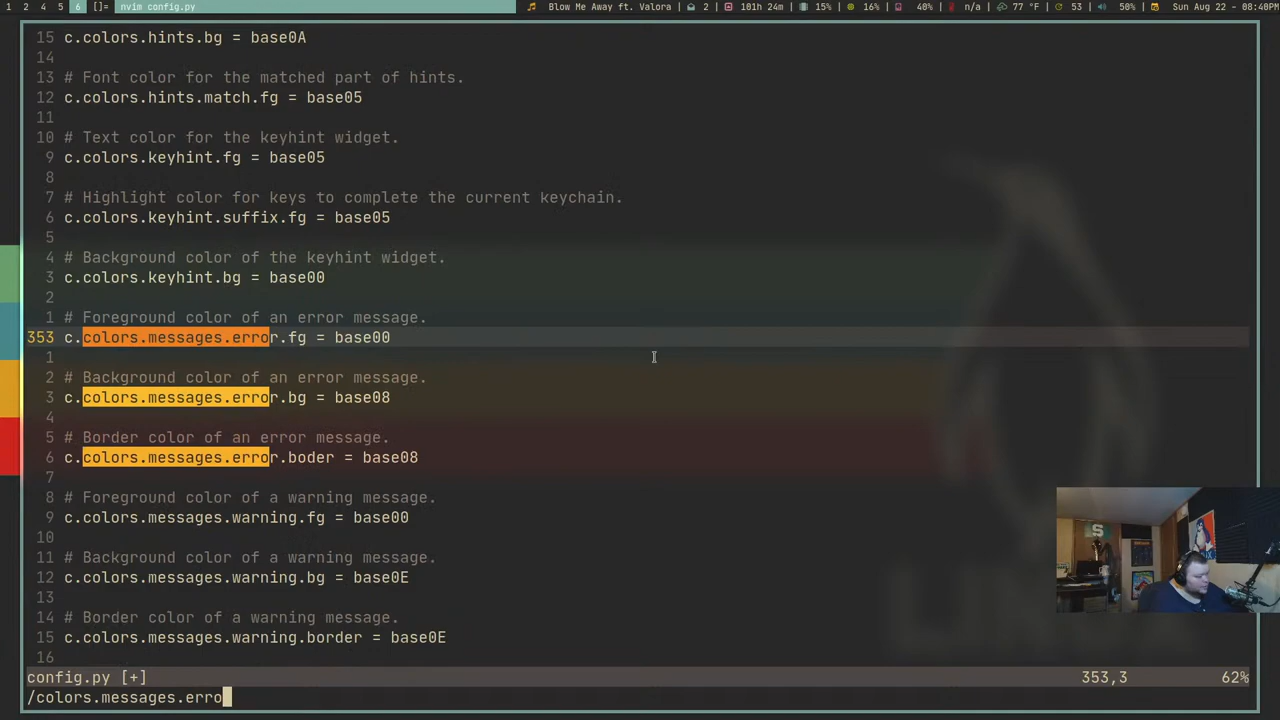 1 2 4 5 6 []= nvim config.py Blow Me Away ft. Valora | 2 | 101h 24m | 15% | 16% | 40% | n/a | 77 °F | 53 | 50% | Sun Aug 22 - 08:40PM
15 c.colors.hints.bg = base0A
14
13 # Font color for the matched part of hints.
12 c.colors.hints.match.fg = base05
11
10 # Text color for the keyhint widget.
9 c.colors.keyhint.fg = base05
8
7 # Highlight color for keys to complete the current keychain.
6 c.colors.keyhint.suffix.fg = base05
5
4 # Background color of the keyhint widget.
3 c.colors.keyhint.bg = base00
2
1 # Foreground color of an error message.
353 c.colors.messages.error.fg = base00
1
2 # Background color of an error message.
3 c.colors.messages.error.bg = base08
4
5 # Border color of an error message.
6 c.colors.messages.error.boder = base08
7
8 # Foreground color of a warning message.
9 c.colors.messages.warning.fg = base00
10
11 # Background color of a warning message.
12 c.colors.messages.warning.bg = base0E
13
14 # Border color of a warning message.
15 c.colors.messages.warning.border = base0E
16
config.py [+] 353,3 62%
/colors.messages.erro